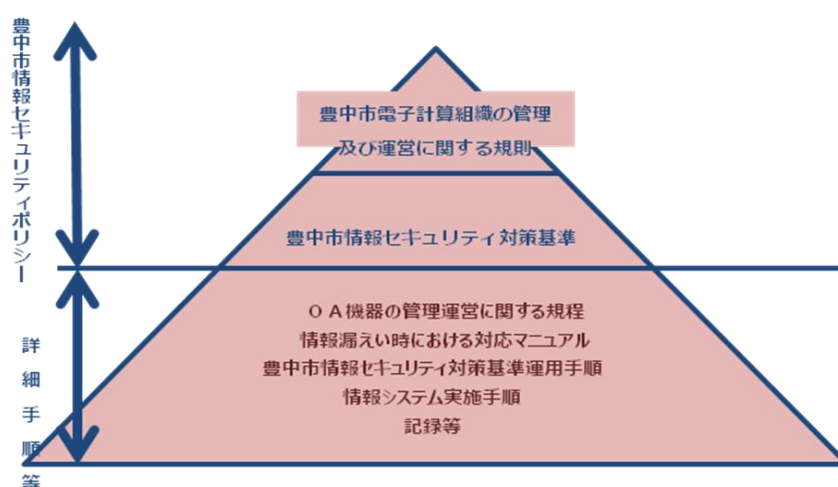 豊中市情報セキュリティポリシー
豊中市電子計算組織の管理
及び運営に関する規則
豊中市情報セキュリティ対策基準
詳細手順等
OA機器の管理運営に関する規程
情報漏えい時における対応マニュアル
豊中市情報セキュリティ対策基準運用手順
情報システム実施手順
記録等